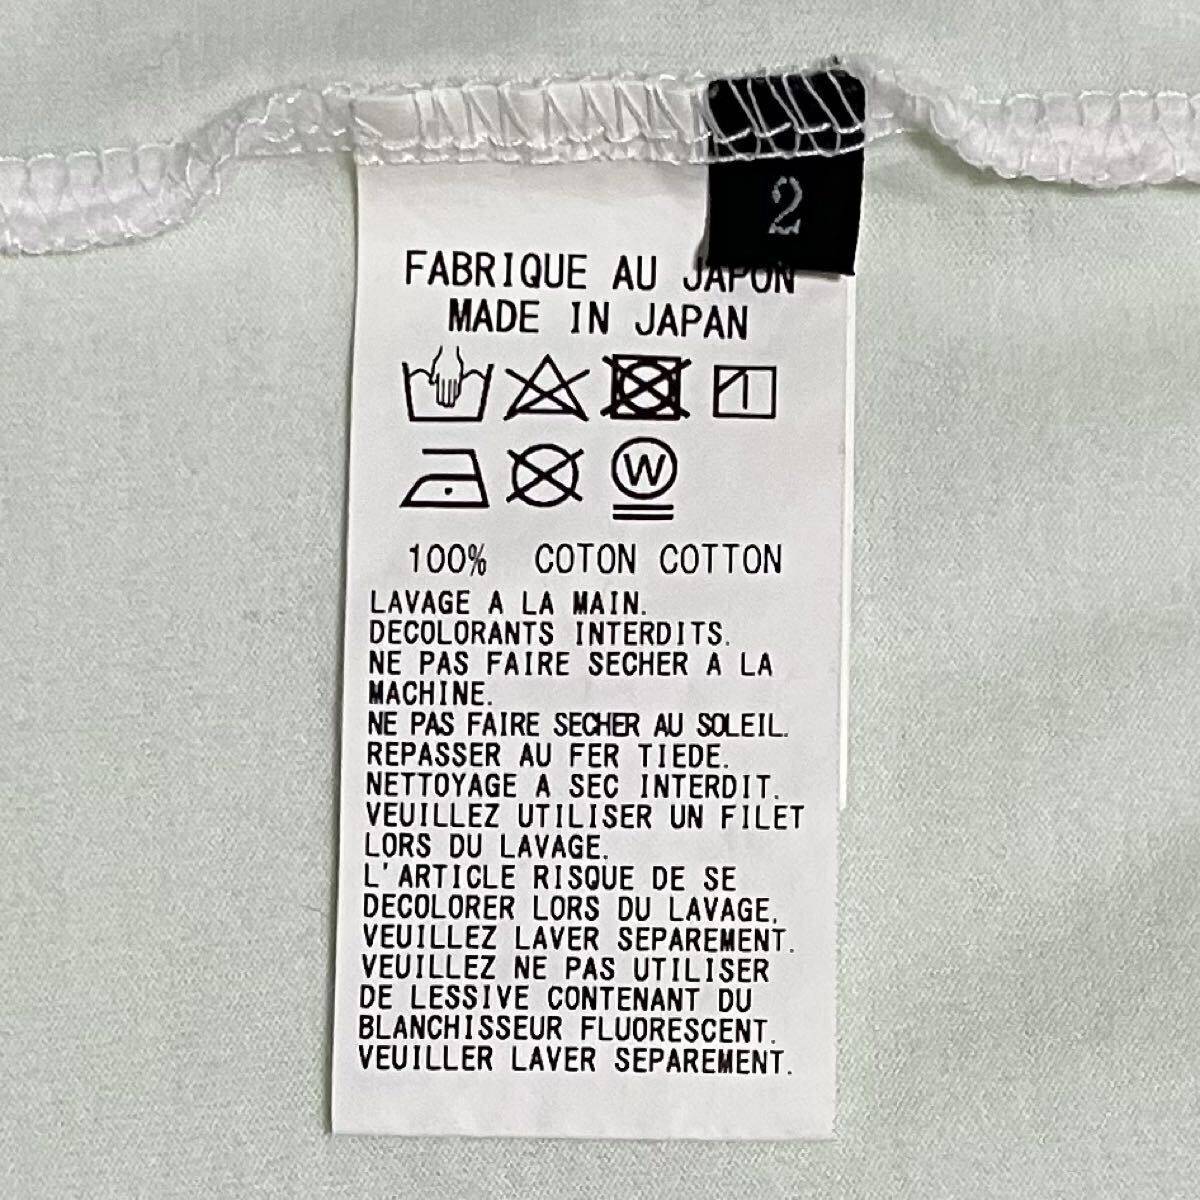 2
FABRIQUE AU JAPON
MADE IN JAPAN
W
100% COTON COTTON
LAVAGE A LA MAIN.
DECOLORANTS INTERDITS.
NE PAS FAIRE SECHER A LA
MACHINE.
NE PAS FAIRE SECHER AU SOLEIL.
REPASSER AU FER TIEDE.
NETTOYAGE A SEC INTERDIT.
VEUILLEZ UTILISER UN FILET
LORS DU LAVAGE.
L'ARTICLE RISQUE DE SE
DECOLORER LORS DU LAVAGE.
VEUILLEZ LAVER SEPAREMENT.
VEUILLEZ NE PAS UTILISER
DE LESSIVE CONTENANT DU
BLANCHISSEUR FLUORESCENT.
VEUILLER LAVER SEPAREMENT.